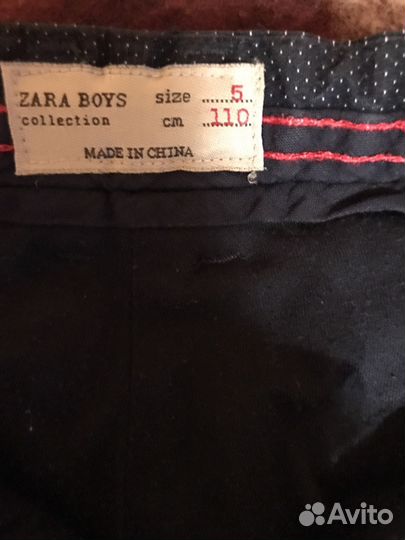 ZARA BOYS size ........5....
collection cm ..110..
MADE IN CHINA
Avito